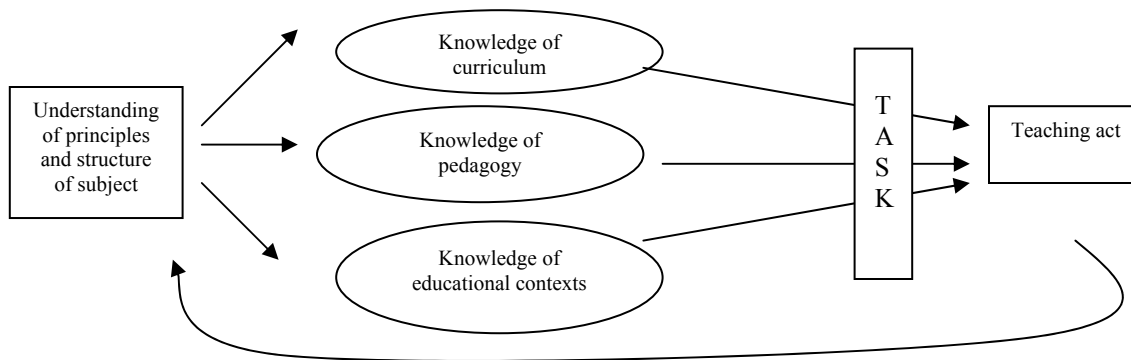 Understanding
of principles
and structure
of subject
Knowledge of
curriculum
Knowledge of
pedagogy
Knowledge of
educational contexts
T
A
S
K
Teaching act